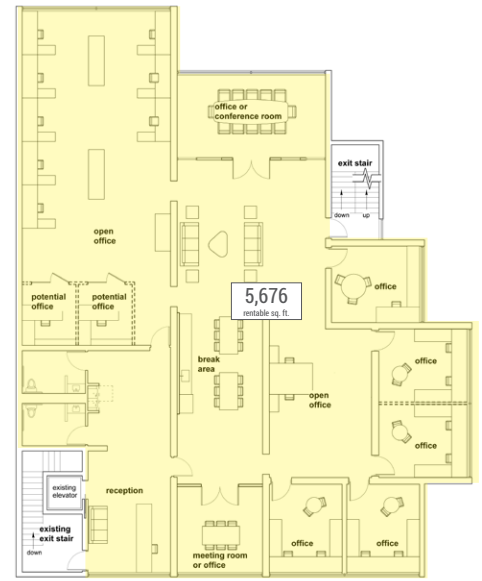 office or
conference room
exit stair
down
up
open
office
office
potential
office
potential
office
5,676
rentable sq. ft.
break
area
office
open
office
office
existing
elevator
reception
existing
exit stair
down
meeting room
or office
office
office